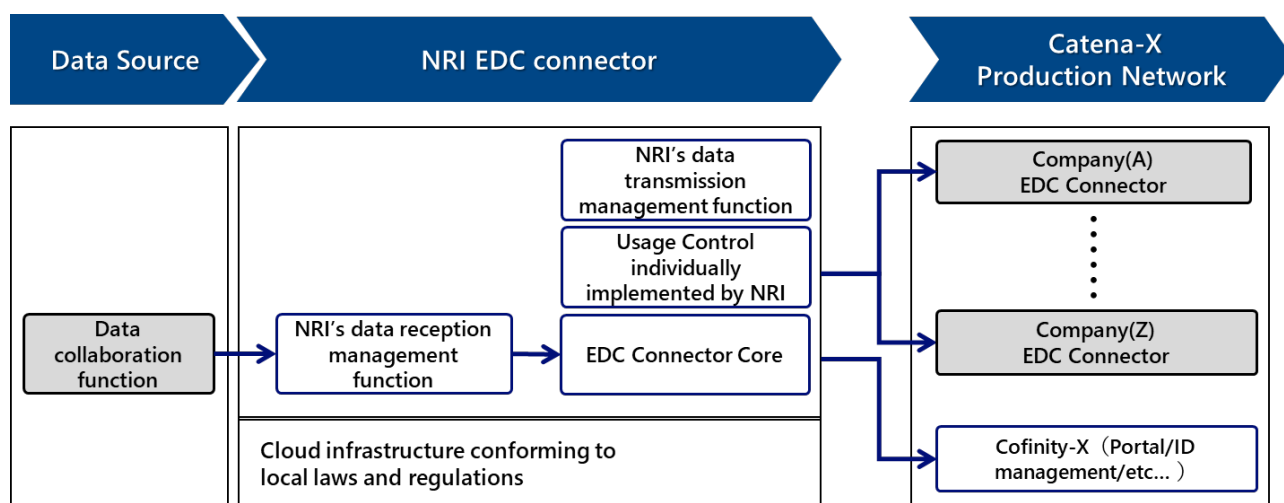 Data Source
NRI EDC connector
Catena-X
Production Network
Data
collaboration
function
NRI's data reception
management
function
NRI's data
transmission
management function
Usage Control
individually
implemented by NRI
EDC Connector Core
Cloud infrastructure conforming to
local laws and regulations
Company(A)
EDC Connector
Company(Z)
EDC Connector
Cofinity-X（Portal/ID
management/etc...）